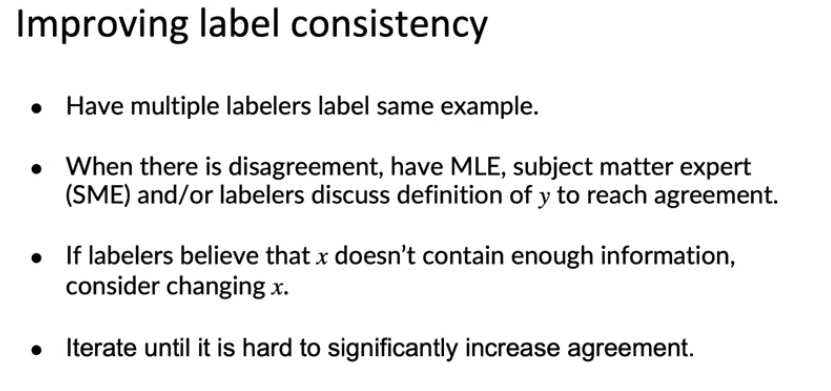 Improving label consistency
• Have multiple labelers label same example.
• When there is disagreement, have MLE, subject matter expert
(SME) and/or labelers discuss definition of y to reach agreement.
• If labelers believe that x doesn't contain enough information,
consider changing x.
• Iterate until it is hard to significantly increase agreement.